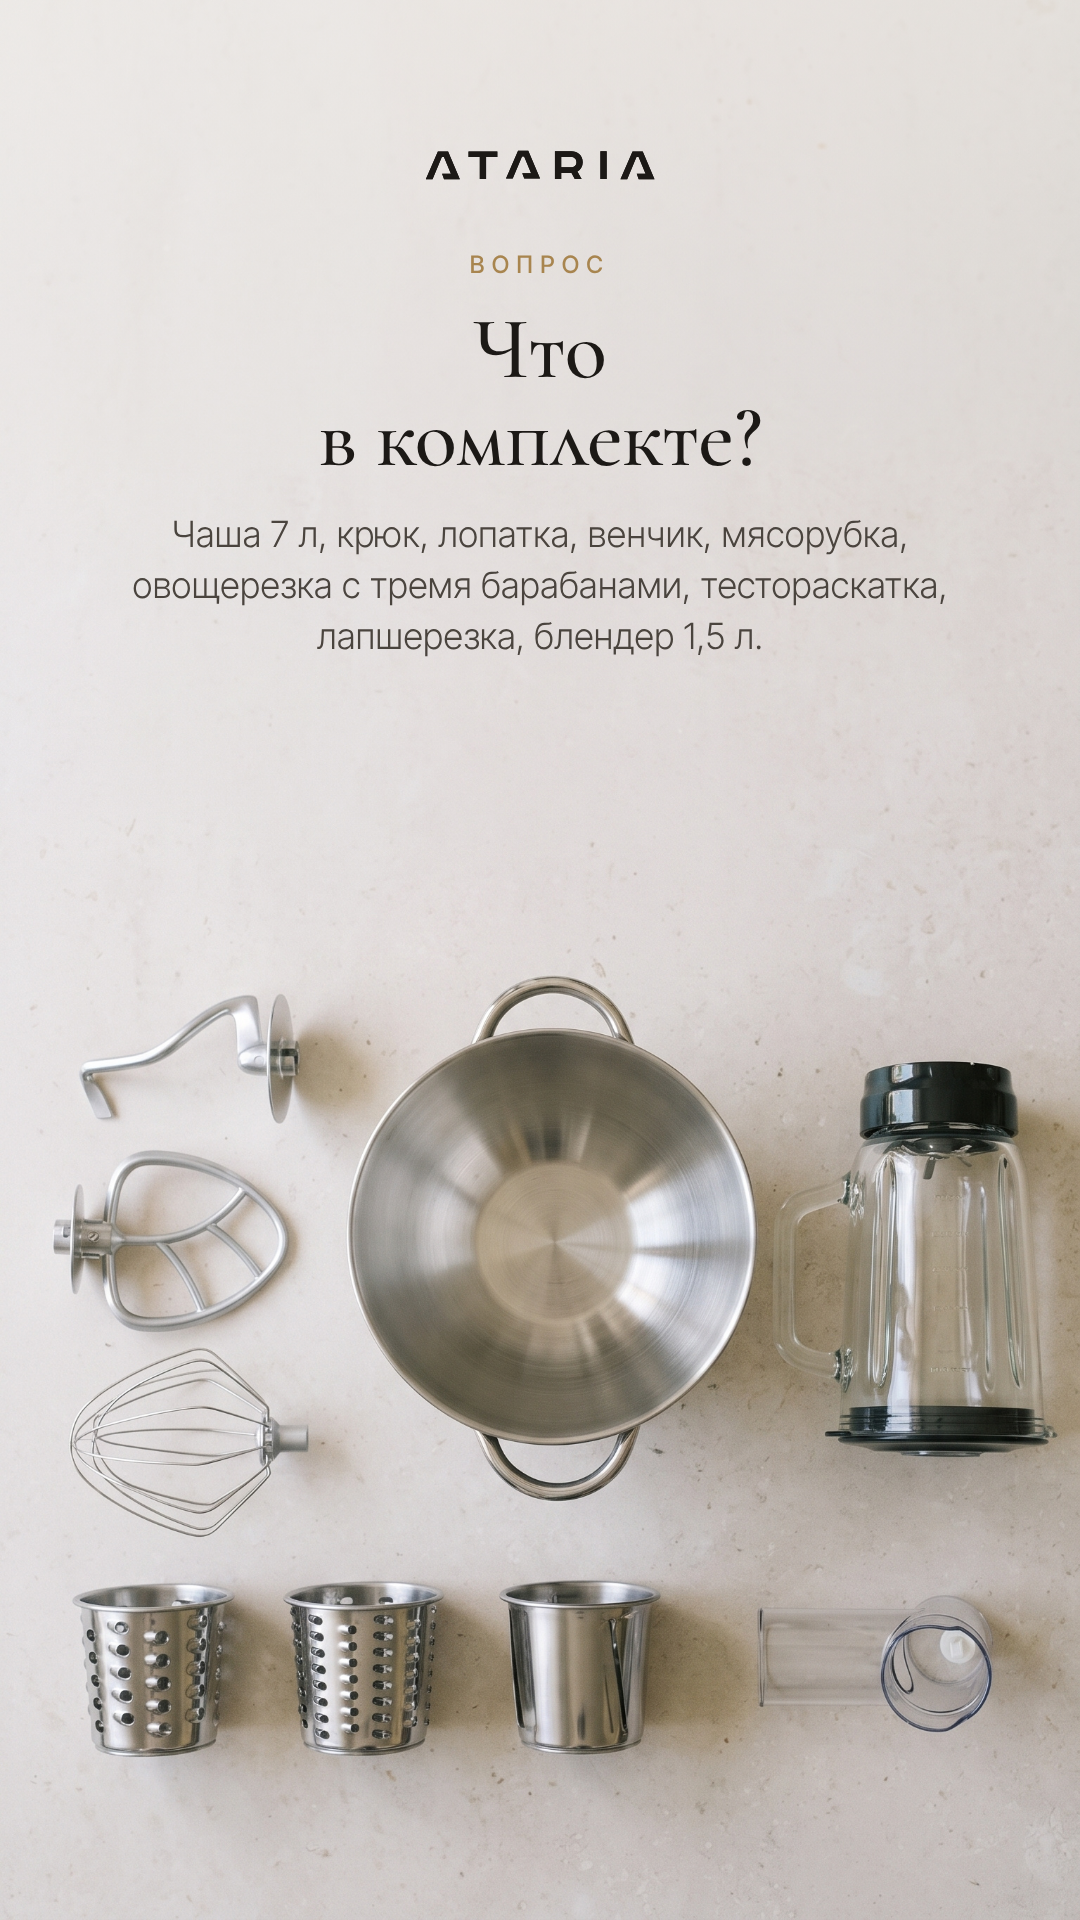 ATARIA
ВОПРОС
Что
в комплекте?
Чаша 7 л, крюк, лопатка, венчик, мясорубка,
овощерезка с тремя барабанами, тестораскатка,
лапшерезка, блендер 1,5 л.